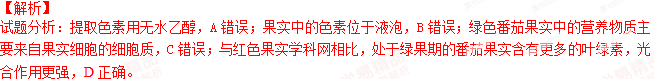 【解析】
试题分析：提取色素用无水乙醇，A错误；果实中的色素位于液泡，B错误；绿色番茄果实中的营养物质主
要来自果实细胞的细胞质，C错误；与红色果实学科网相比，处于绿果期的番茄果实含有更多的叶绿素，光
合作用更强，D正确。